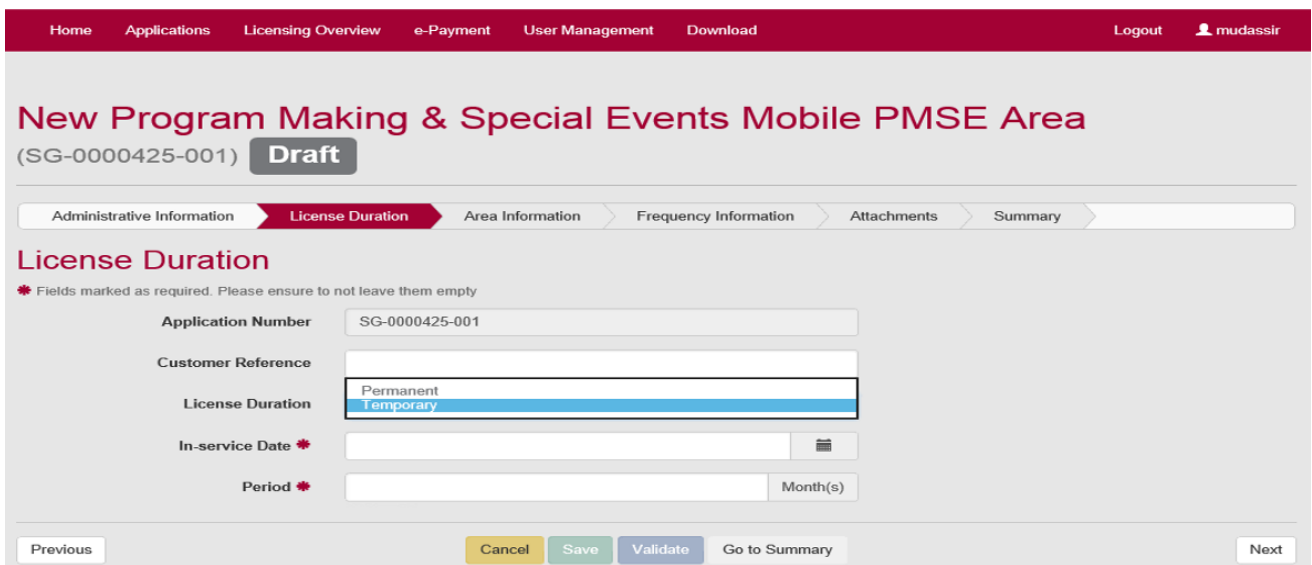 Home Applications Licensing Overview e-Payment User Management Download Logout mudassir
New Program Making & Special Events Mobile PMSE Area
(SG-0000425-001) Draft
Administrative Information License Duration Area Information Frequency Information Attachments Summary
License Duration
* Fields marked as required. Please ensure to not leave them empty
Application Number SG-0000425-001
Customer Reference
Permanent
License Duration Temporary
In-service Date *
Period * Month(s)
Previous Cancel Save Validate Go to Summary Next